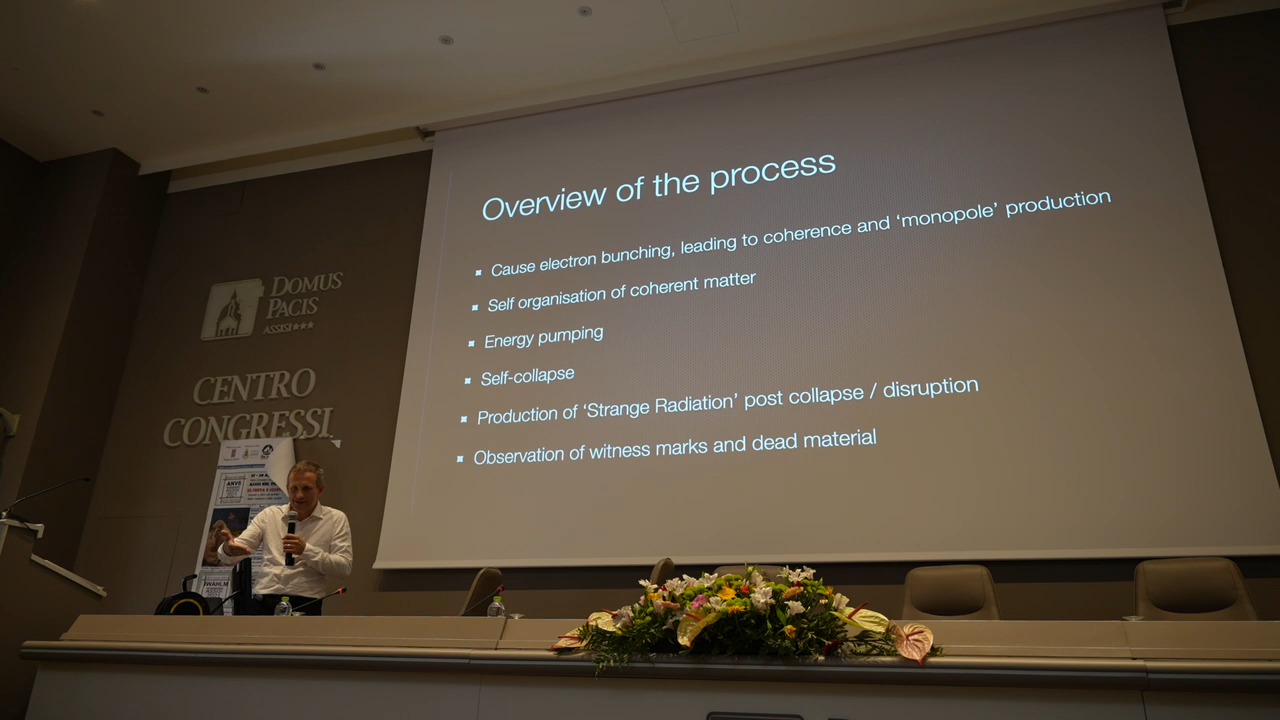 Overview of the process
Cause electron bunching, leading to coherence and ‘monopole’ production
Self organisation of coherent matter
Energy pumping
Self-collapse
Production of ‘Strange Radiation’ post collapse / disruption
Observation of witness marks and dead material
DOMUS
PACIS
ASSISI★★★
CENTRO
CONGRESSI
IWAHLM